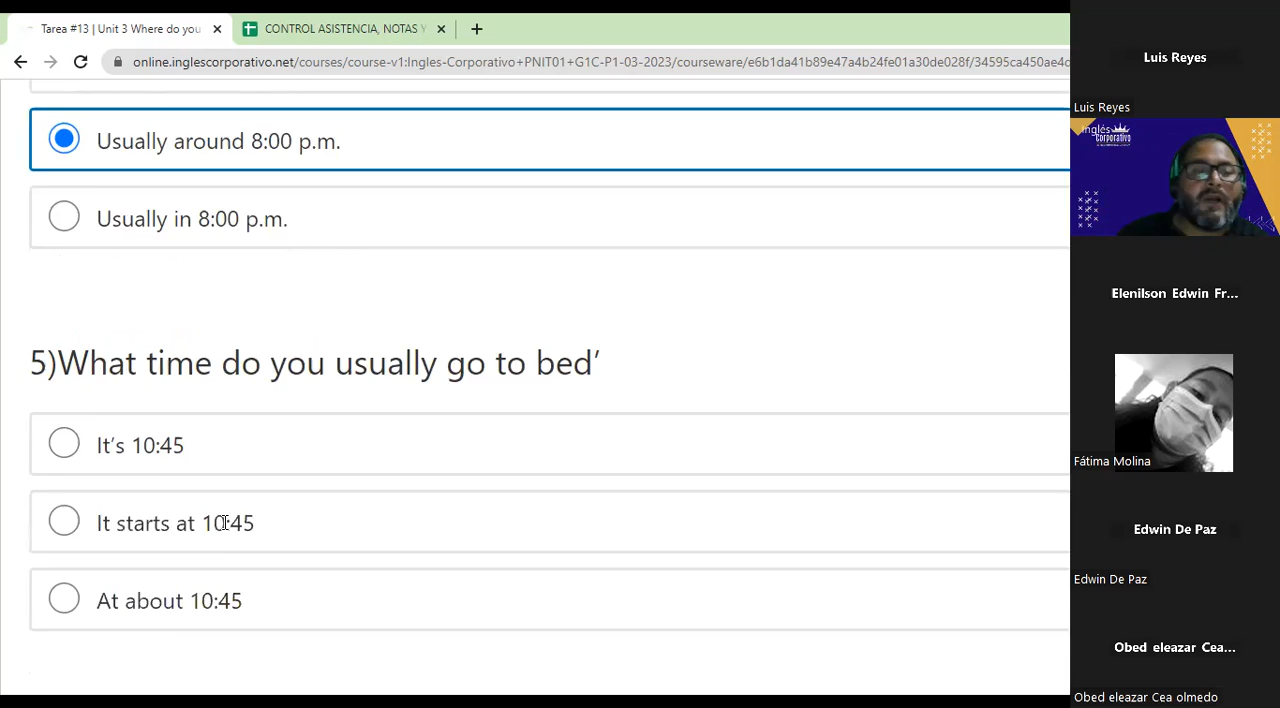 Tarea #13 | Unit 3 Where do you
CONTROL ASISTENCIA, NOTAS Y
online.inglescorporativo.net/courses/course-v1:Ingles-Corporativo+PNIT01+G1C-P1-03-2023/courseware/e6b1da41b89e47a4b24fe01a30de028f/34595ca450ae4d
Usually around 8:00 p.m.
Usually in 8:00 p.m.
5)What time do you usually go to bed’
It’s 10:45
It starts at 10:45
At about 10:45
Luis Reyes
Luis Reyes
Inglés
Corporativo
Elenilson Edwin Fr...
Fátima Molina
Edwin De Paz
Edwin De Paz
Obed eleazar Cea...
Obed eleazar Cea olmedo